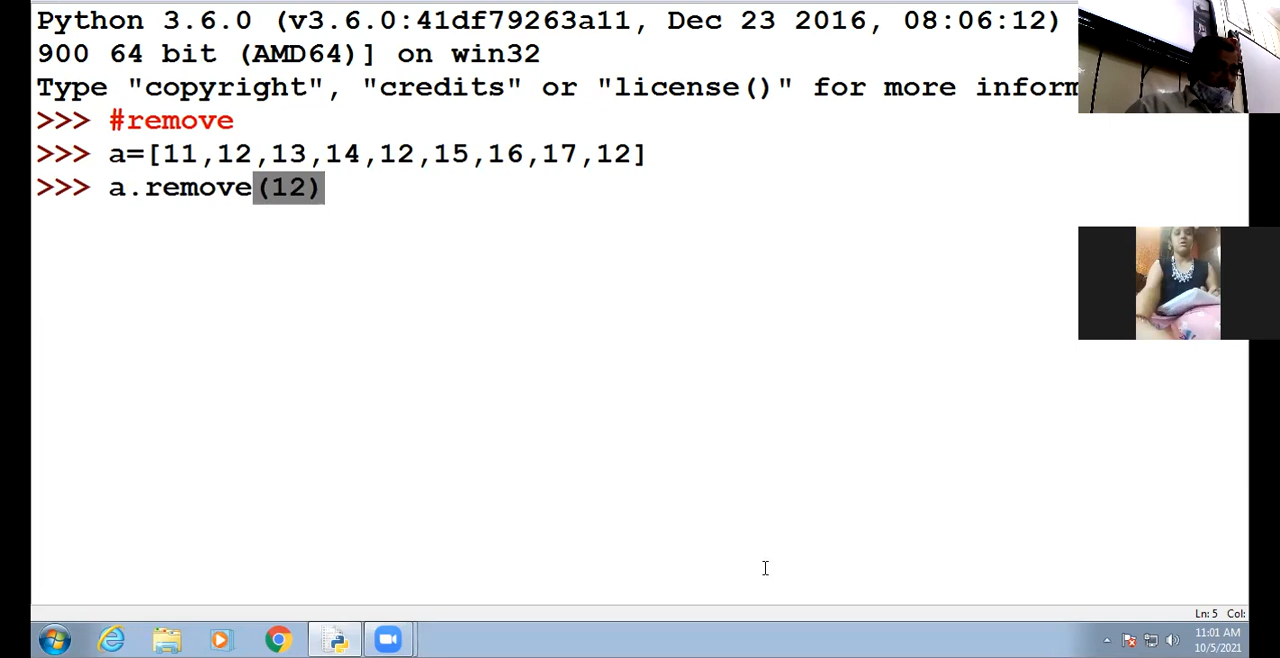 Python 3.6.0 (v3.6.0:41df79263a11, Dec 23 2016, 08:06:12)
900 64 bit (AMD64)] on win32
Type "copyright", "credits" or "license()" for more inform
>>> #remove
>>> a=[11,12,13,14,12,15,16,17,12]
>>> a.remove(12)
Ln: 5 Col:
11:01 AM
10/5/2021